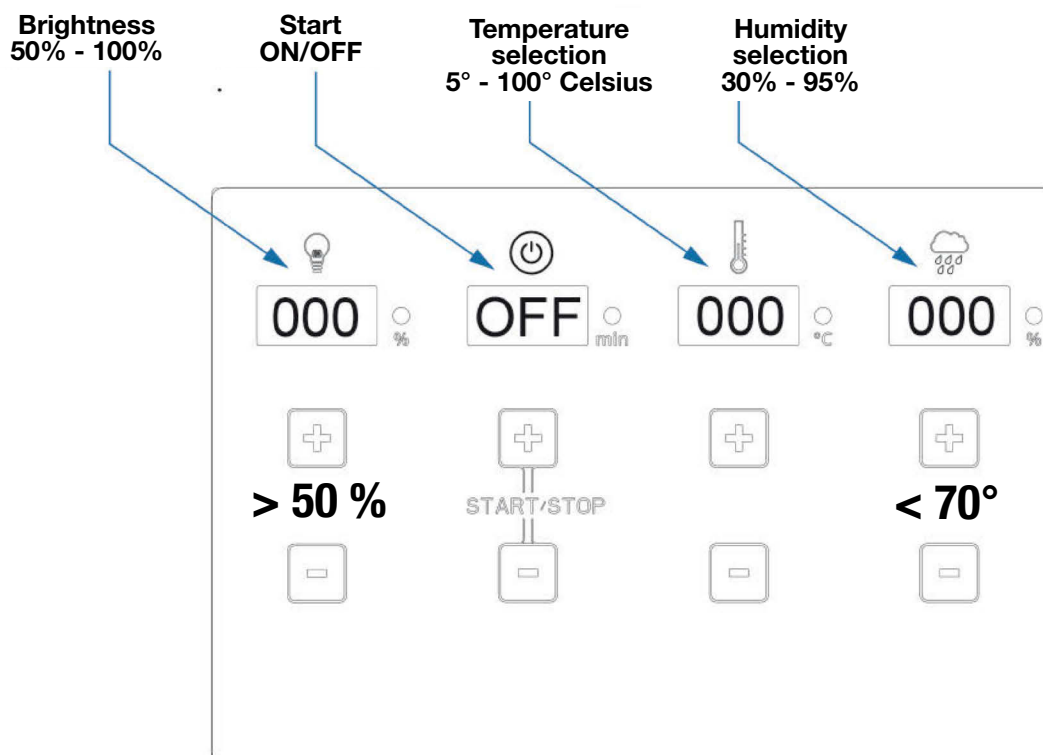 Brightness
50% - 100%
Start
ON/OFF
Temperature
selection
5° - 100° Celsius
Humidity
selection
30% - 95%
000 %
OFF min
000 °C
000 %
+ + + +
> 50 %
START/STOP
< 70°
- - - -